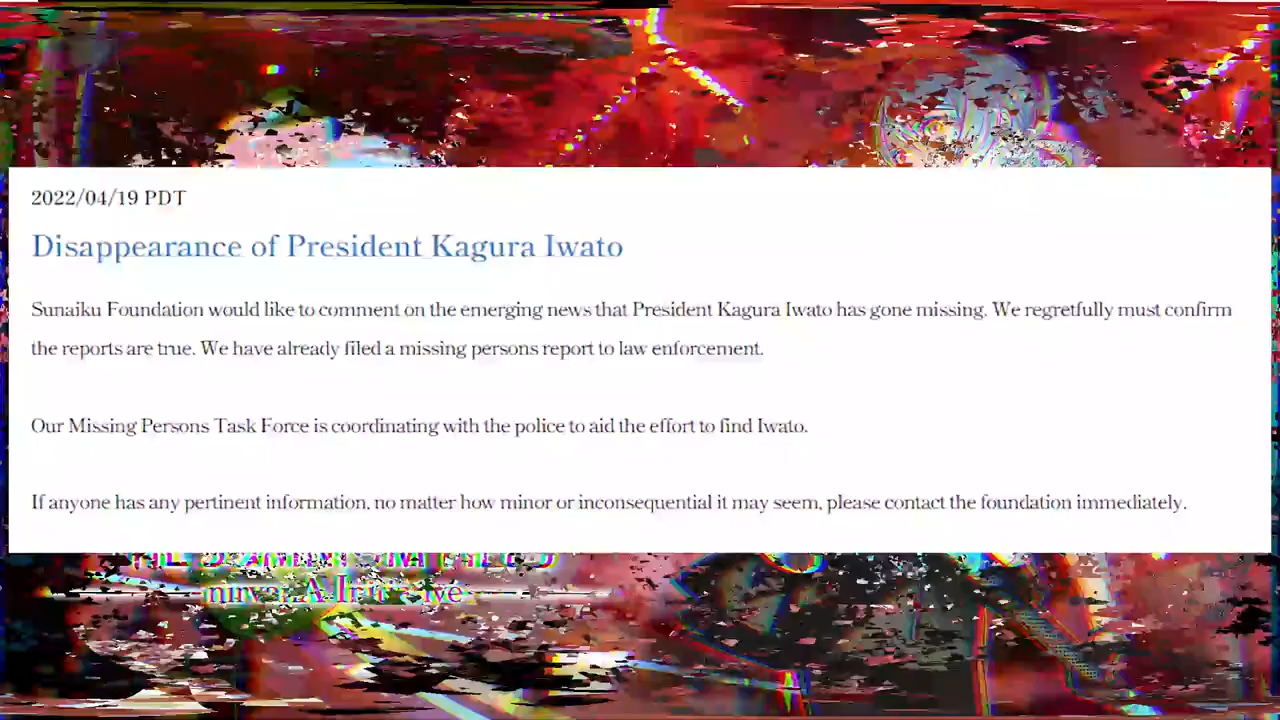 2022/04/19 PDT
Disappearance of President Kagura Iwato
Sunaiku Foundation would like to comment on the emerging news that President Kagura Iwato has gone missing. We regretfully must confirm
the reports are true. We have already filed a missing persons report to law enforcement.
Our Missing Persons Task Force is coordinating with the police to aid the effort to find Iwato.
If anyone has any pertinent information, no matter how minor or inconsequential it may seem, please contact the foundation immediately.